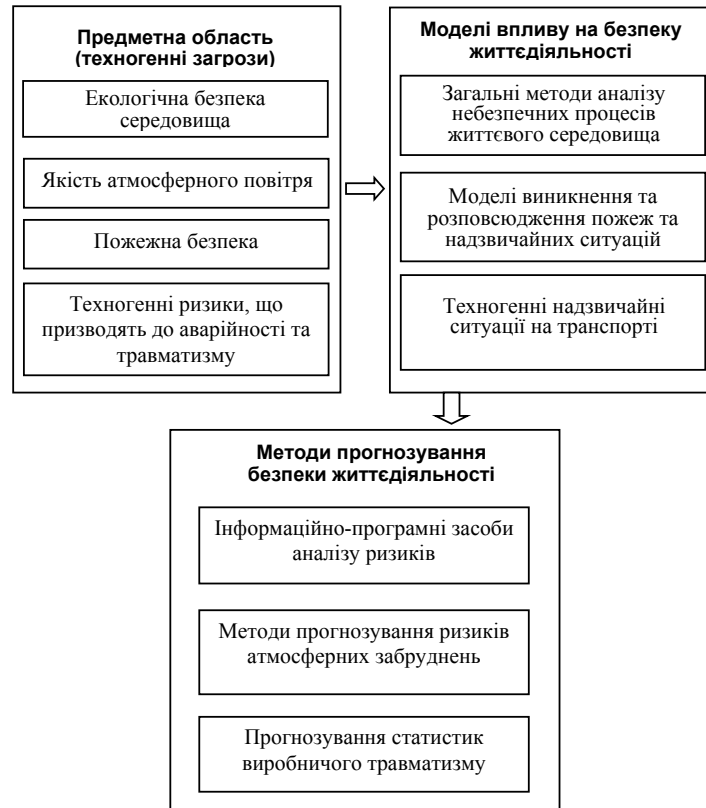 Предметна область
(техногенні загрози)
Екологічна безпека
середовища
Якість атмосферного повітря
Пожежна безпека
Техногенні ризики, що
призводять до аварійності та
травматизму
Моделі впливу на безпеку
життєдіяльності
Загальні методи аналізу
небезпечних процесів
життєвого середовища
Моделі виникнення та
розповсюдження пожеж та
надзвичайних ситуацій
Техногенні надзвичайні
ситуації на транспорті
Методи прогнозування
безпеки життєдіяльності
Інформаційно-програмні засоби
аналізу ризиків
Методи прогнозування ризиків
атмосферних забруднень
Прогнозування статистик
виробничого травматизму